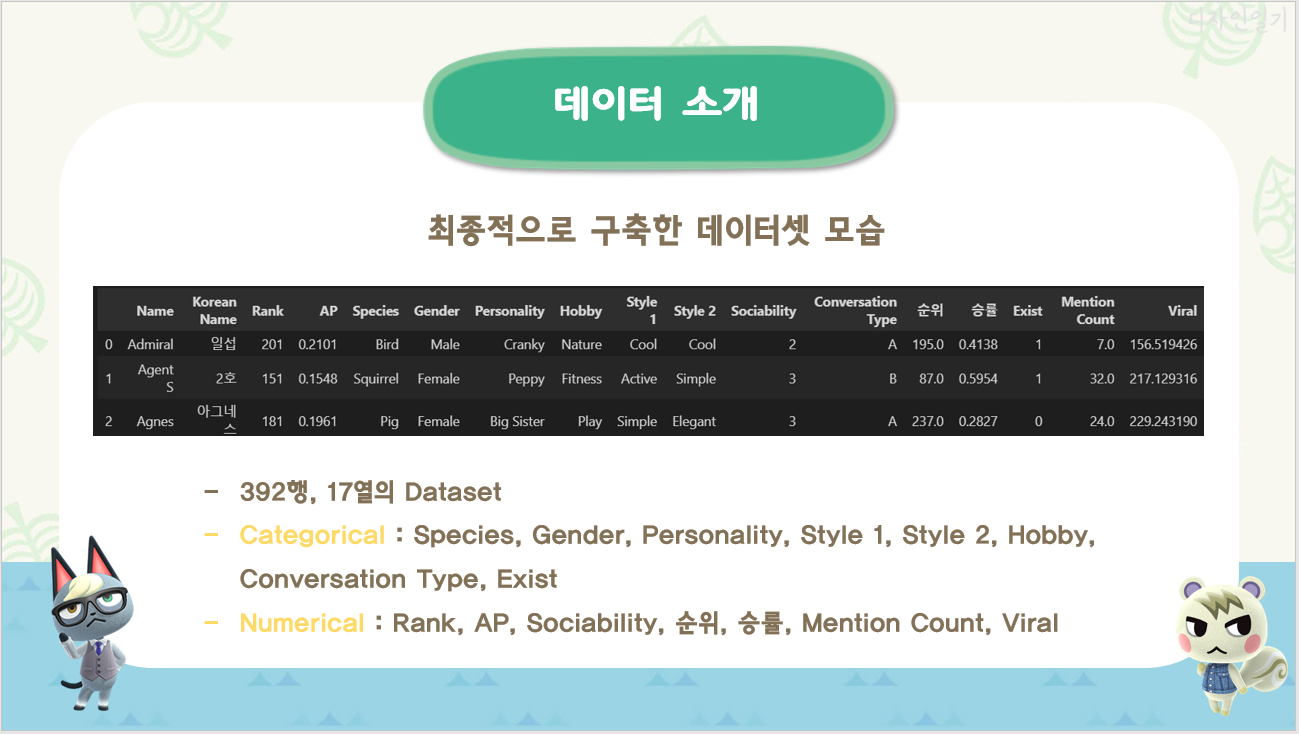 디자인일기
데이터 소개
최종적으로 구축한 데이터셋 모습
Name Korean Name Rank AP Species Gender Personality Hobby Style 1 Style 2 Sociability Conversation Type 순위 승률 Exist Mention Count Viral
0 Admiral 일섭 201 0.2101 Bird Male Cranky Nature Cool Cool 2 A 195.0 0.4138 1 7.0 156.519426
1 Agent S 2호 151 0.1548 Squirrel Female Peppy Fitness Active Simple 3 B 87.0 0.5954 1 32.0 217.129316
2 Agnes 아그네스 181 0.1961 Pig Female Big Sister Play Simple Elegant 3 A 237.0 0.2827 0 24.0 229.243190
- 392행, 17열의 Dataset
- Categorical : Species, Gender, Personality, Style 1, Style 2, Hobby,
Conversation Type, Exist
- Numerical : Rank, AP, Sociability, 순위, 승률, Mention Count, Viral